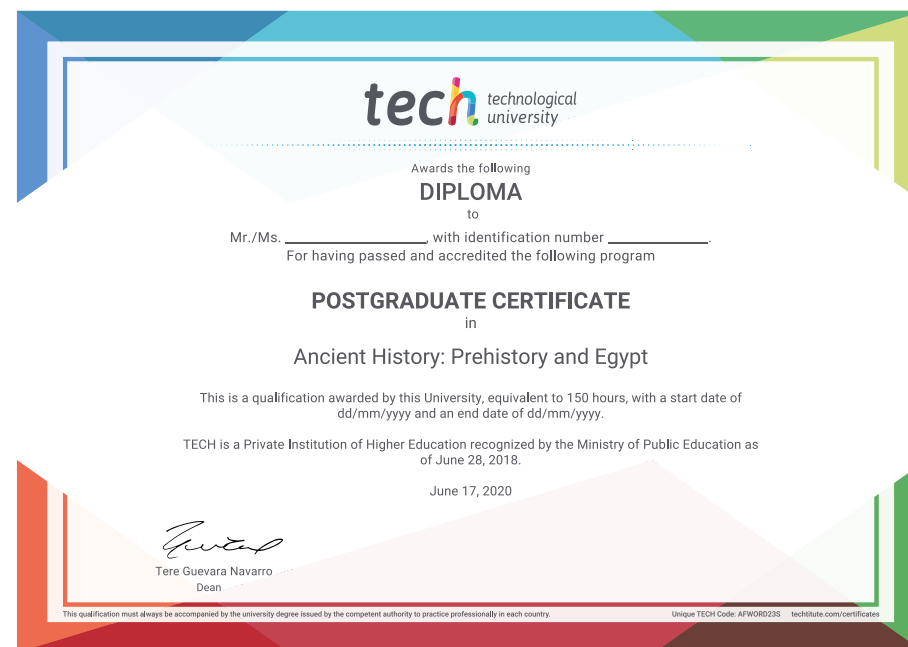 tech technological
university
Awards the following
DIPLOMA
to
Mr./Ms. ____________, with identification number ____________.
For having passed and accredited the following program
POSTGRADUATE CERTIFICATE
in
Ancient History: Prehistory and Egypt
This is a qualification awarded by this University, equivalent to 150 hours, with a start date of
dd/mm/yyyy and an end date of dd/mm/yyyy.
TECH is a Private Institution of Higher Education recognized by the Ministry of Public Education as
of June 28, 2018.
June 17, 2020
Tere Guevara Navarro
Dean
This qualification must always be accompanied by the university degree issued by the competent authority to practice professionally in each country. Unique TECH Code: AFWORD23S techtitute.com/certificates